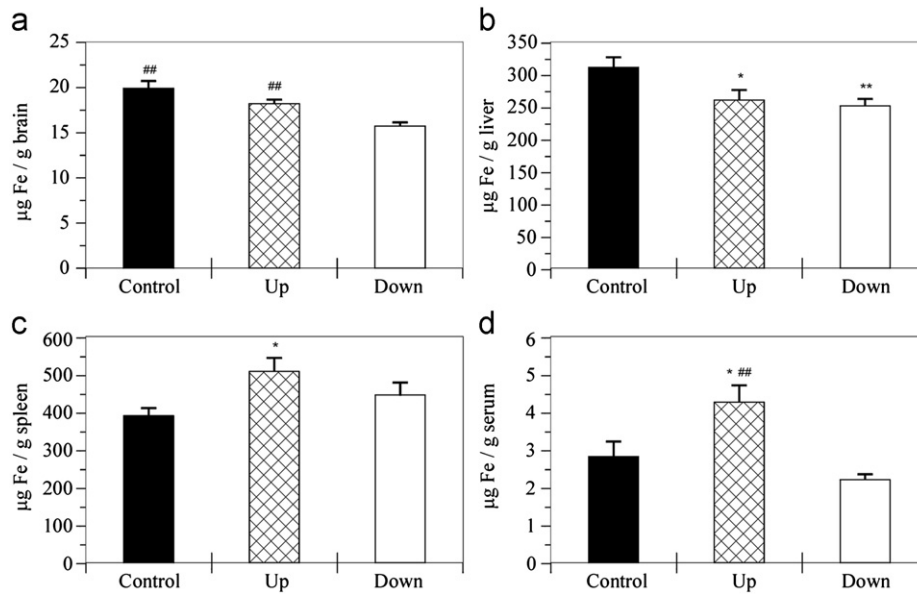 a
25
20
15
10
5
0
µg Fe / g brain
##
##
Control Up Down
b
350
300
250
200
150
100
50
0
µg Fe / g liver
*
**
Control Up Down
c
600
500
400
300
200
100
0
µg Fe / g spleen
*
Control Up Down
d
6
5
4
3
2
1
0
µg Fe / g serum
* ##
Control Up Down